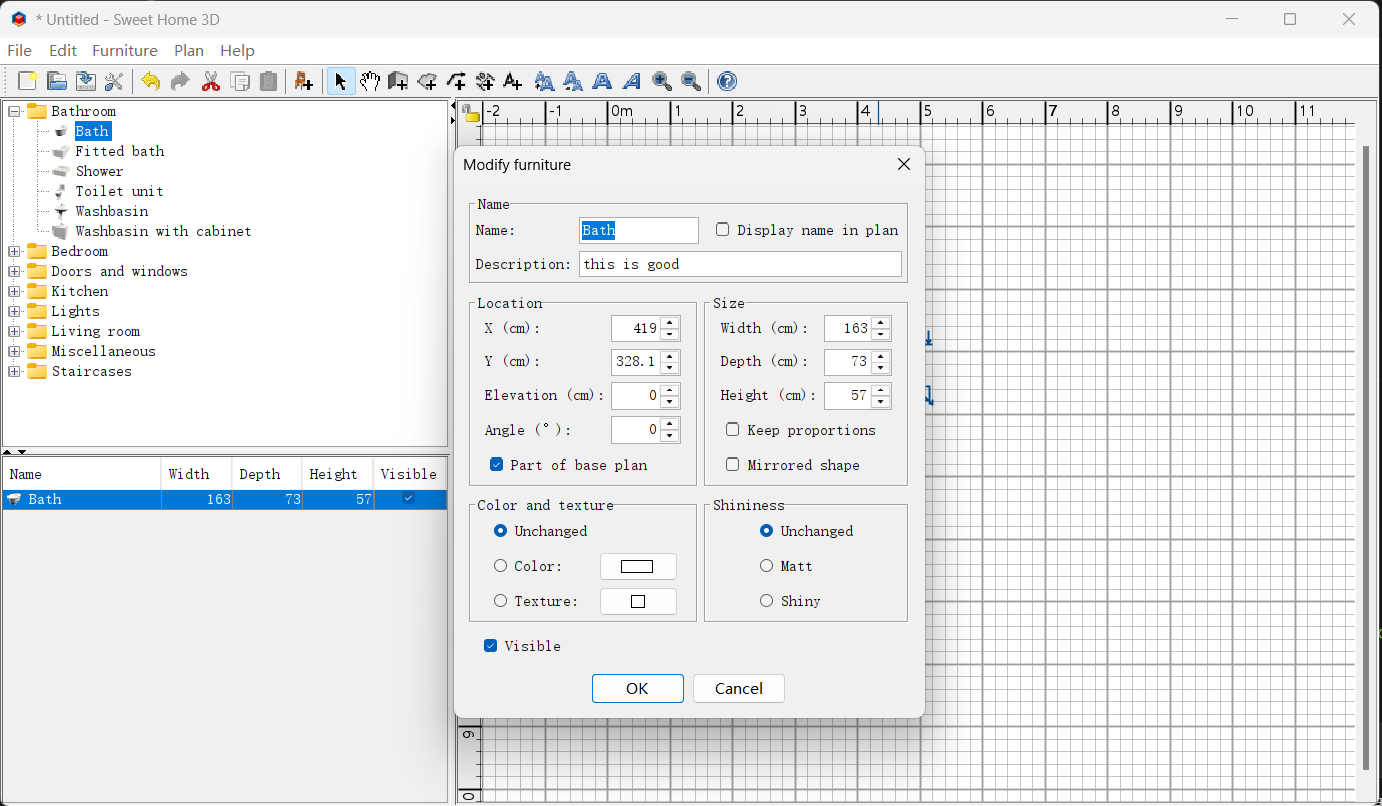 * Untitled - Sweet Home 3D
File Edit Furniture Plan Help
Bathroom
Bath
Fitted bath
Shower
Toilet unit
Washbasin
Washbasin with cabinet
Bedroom
Doors and windows
Kitchen
Lights
Living room
Miscellaneous
Staircases
Name Width Depth Height Visible
Bath 163 73 57
-2 -1 0m 1 2 3 4 5 6 7 8 9 10 11
Modify furniture
Name
Name: Bath Display name in plan
Description: this is good
Location
X (cm): 419
Y (cm): 328.1
Elevation (cm): 0
Angle (°): 0
Part of base plan
Size
Width (cm): 163
Depth (cm): 73
Height (cm): 57
Keep proportions
Mirrored shape
Color and texture
Unchanged
Color:
Texture:
Shininess
Unchanged
Matt
Shiny
Visible
OK Cancel
9